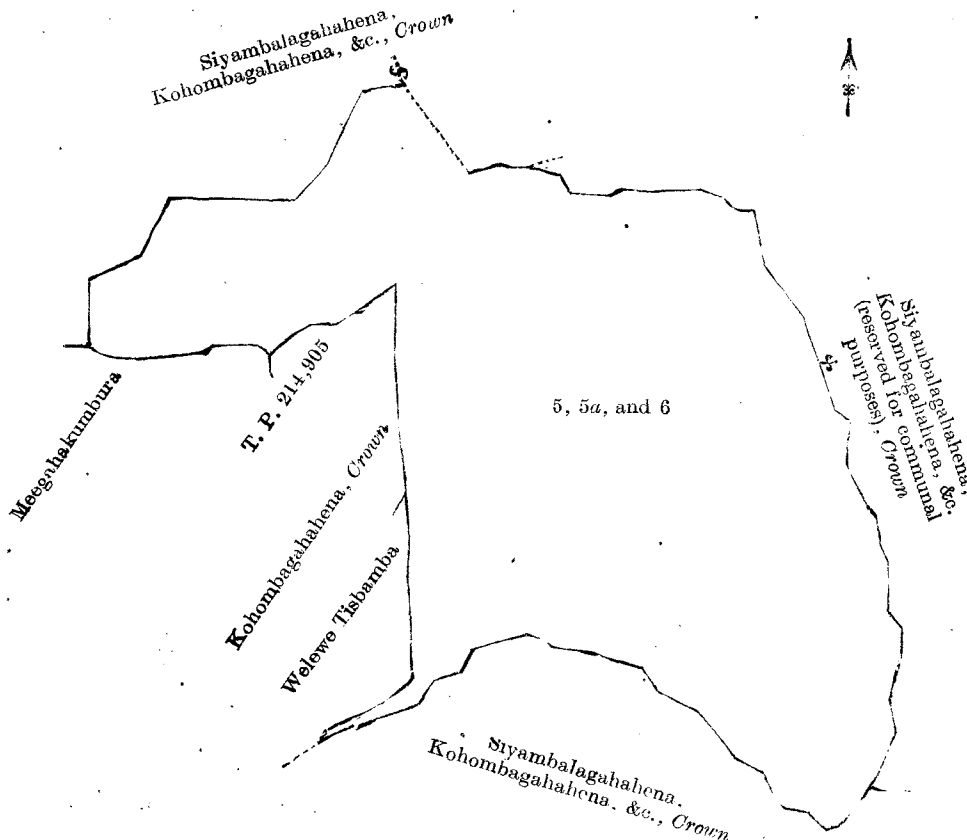 Siyambalagahahena,
Kohombagahahena, &c., Crown
Siyambalagahahena,
Kohombagahahena, &c.
(reserved for communal
purposes), Crown
5, 5a, and 6
T. P. 214,905
Meegahakumbura
Kohombagahahena, Crown
Welewe Tisbamba
Siyambalagahahena,
Kohombagahahena, &c., Crown